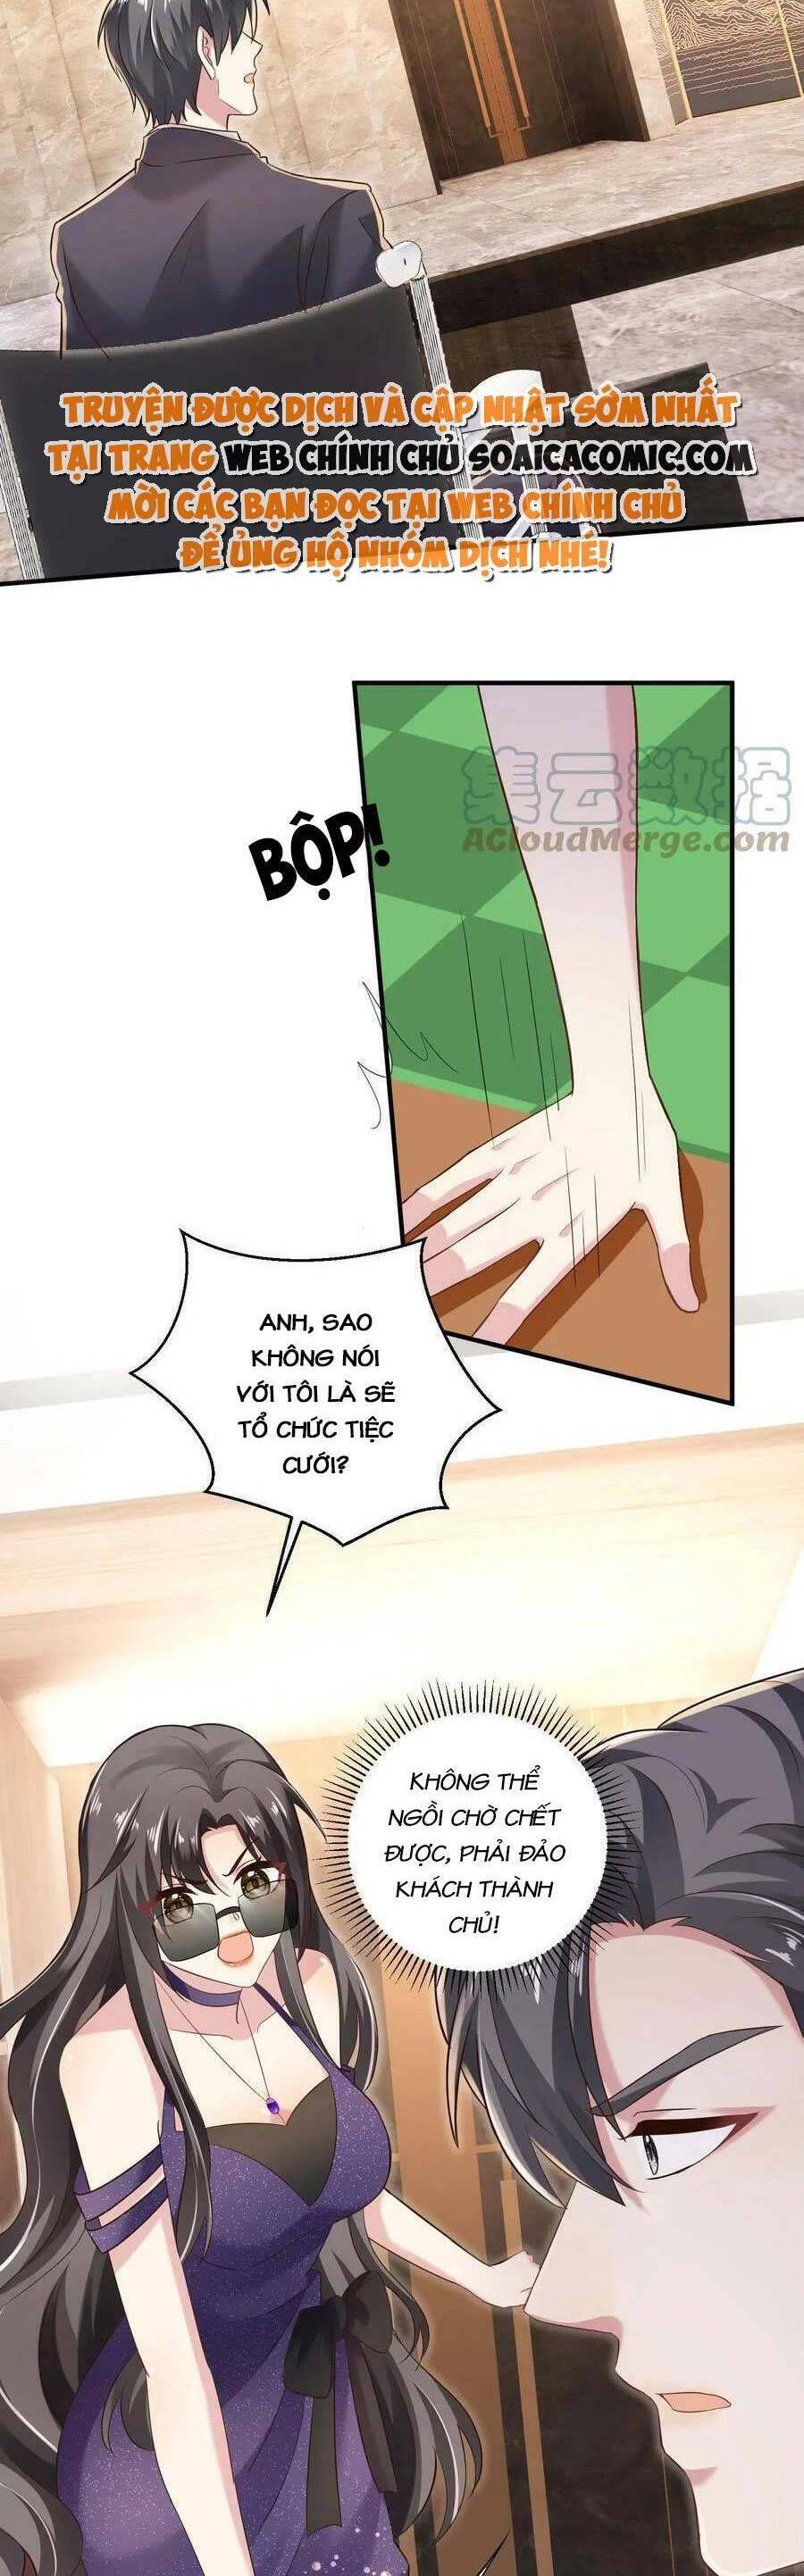 TRUYỆN ĐƯỢC DỊCH VÀ CẬP NHẬT SỚM NHẤT
TẠI TRANG WEB CHÍNH CHỦ SOAICACOMIC.COM
MỜI CÁC BẠN ĐỌC TẠI WEB CHÍNH CHỦ
ĐỂ ỦNG HỘ NHÓM DỊCH NHÉ!
集云数据
ACloudMerge.com
BỘP!
ANH, SAO
KHÔNG NÓI
VỚI TÔI LÀ SẼ
TỔ CHỨC TIỆC
CƯỚI?
KHÔNG THỂ
NGỒI CHỜ CHẾT
ĐƯỢC, PHẢI ĐẢO
KHÁCH THÀNH
CHỦ!